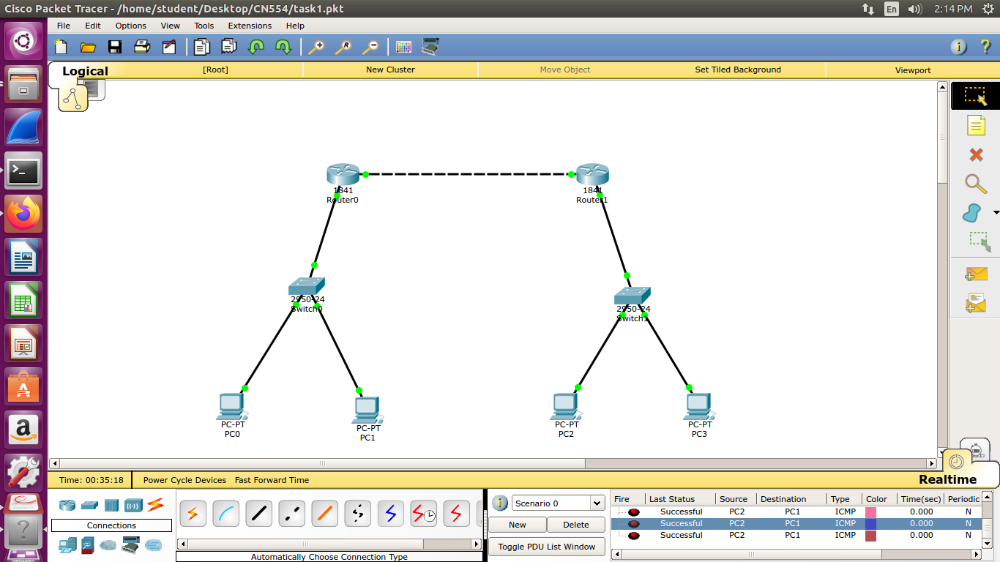 Cisco Packet Tracer - /home/student/Desktop/CN554/task1.pkt
En 2:14 PM
File Edit Options View Tools Extensions Help
Logical [Root] New Cluster Move Object Set Tiled Background Viewport
1841
Router0
1841
Router1
2950-24
Switch0
2950-24
Switch1
PC-PT
PC0
PC-PT
PC1
PC-PT
PC2
PC-PT
PC3
Time: 00:35:18 Power Cycle Devices Fast Forward Time Realtime
Connections
Automatically Choose Connection Type
Scenario 0
New Delete
Toggle PDU List Window
Fire Last Status Source Destination Type Color Time(sec) Periodic
Successful PC2 PC1 ICMP 0.000 N
Successful PC2 PC1 ICMP 0.000 N
Successful PC2 PC1 ICMP 0.000 N